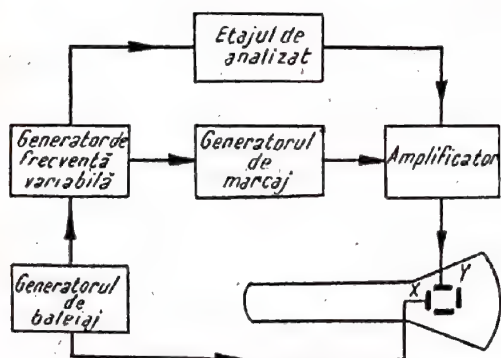 Etajul de
analizat
Generator de
frecvență
variabilă
Generatorul
de
marcaj
Amplificator
Generatorul
de
baleiaj
X
Y